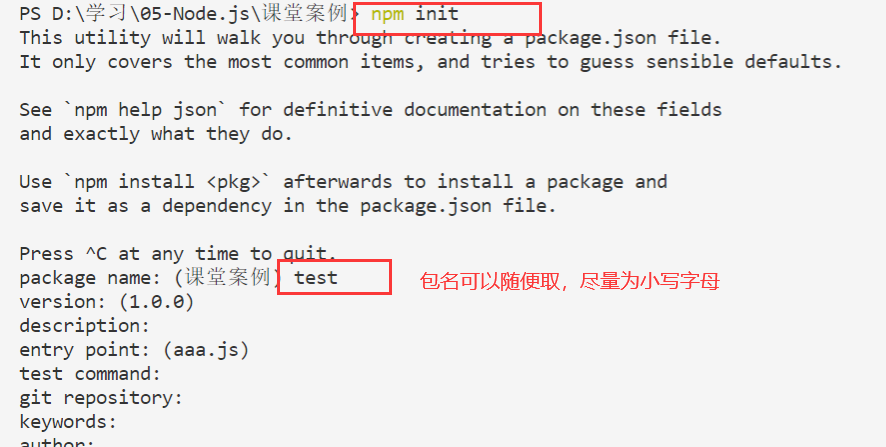 PS D:\学习\05-Node.js\课堂案例> npm init
This utility will walk you through creating a package.json file.
It only covers the most common items, and tries to guess sensible defaults.
See `npm help json` for definitive documentation on these fields
and exactly what they do.
Use `npm install <pkg>` afterwards to install a package and
save it as a dependency in the package.json file.
Press ^C at any time to quit.
package name: (课堂案例) test 包名可以随便取，尽量为小写字母
version: (1.0.0)
description:
entry point: (aaa.js)
test command:
git repository:
keywords:
author: